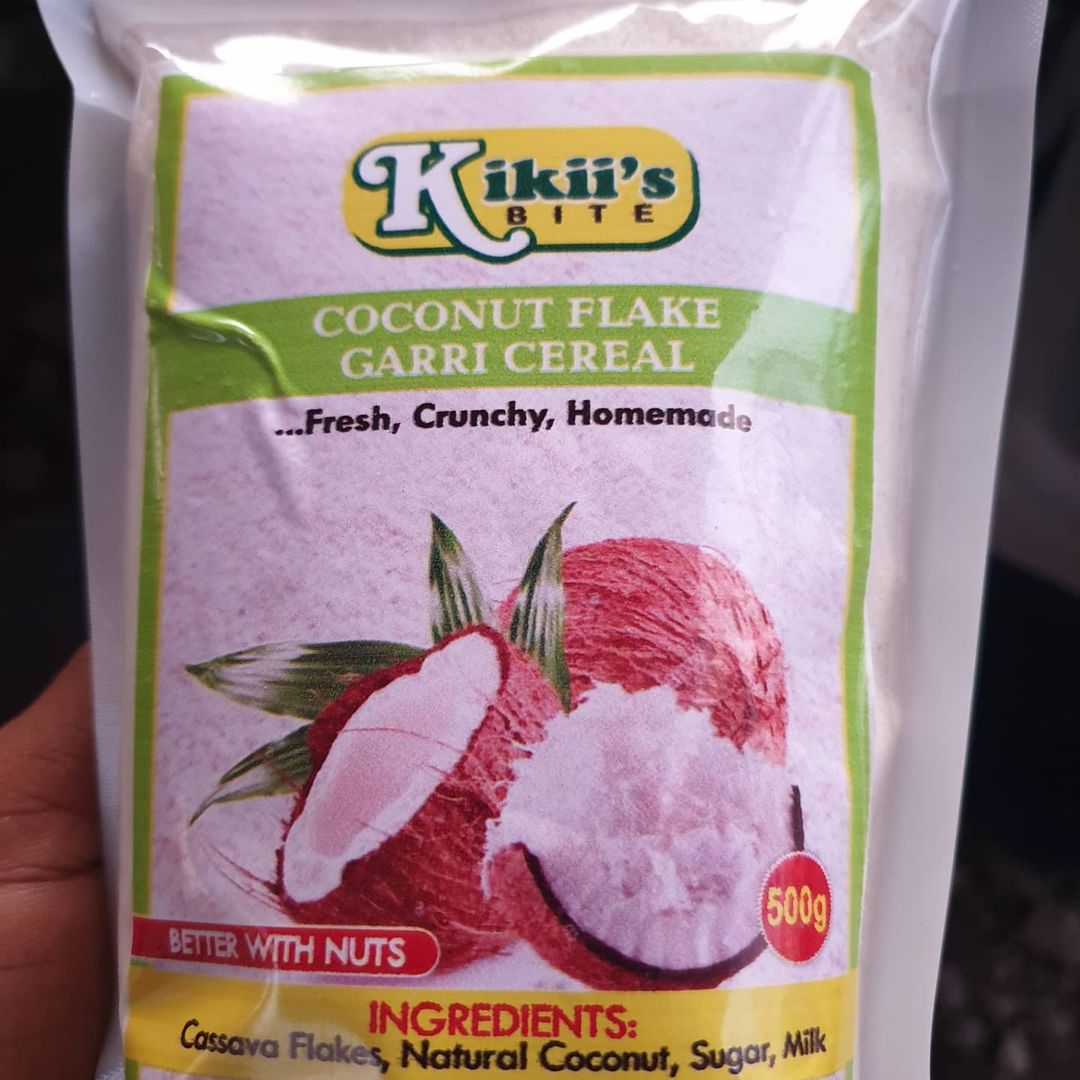 Kikii's
BITE
COCONUT FLAKE
GARRI CEREAL
...Fresh, Crunchy, Homemade
500g
BETTER WITH NUTS
INGREDIENTS:
Cassava Flakes, Natural Coconut, Sugar, Milk